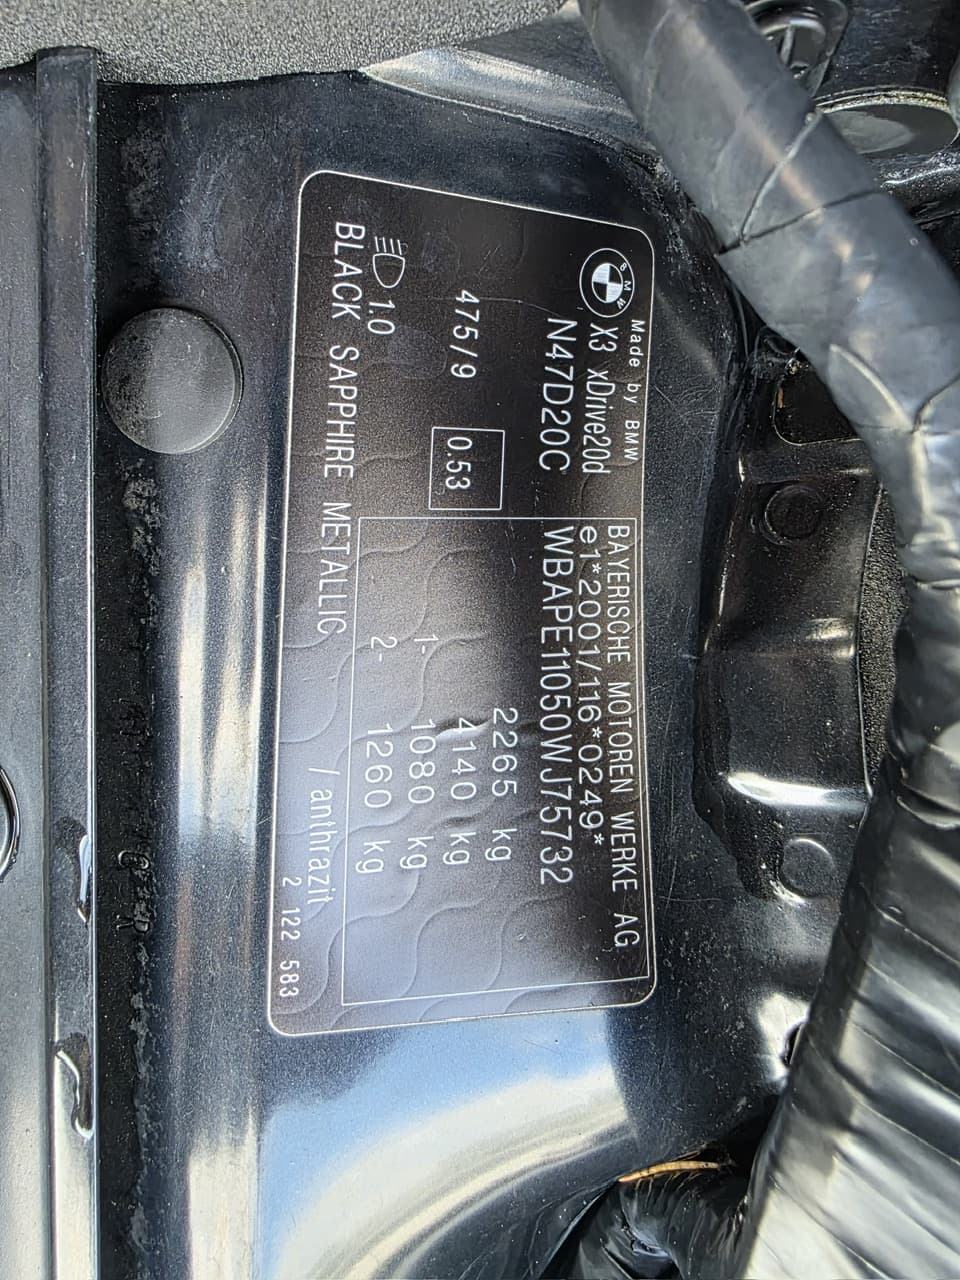 BMW
Made by BMW
X3 xDrive20d
N47D20C
475/9
0.53
1.0
BLACK SAPPHIRE METALLIC
BAYERISCHE MOTOREN WERKE AG
e1*2001/116*0249*
WBAPE11050WJ75732
2265 kg
4140 kg
1- 1080 kg
2- 1260 kg
/anthrazit
2 122 583